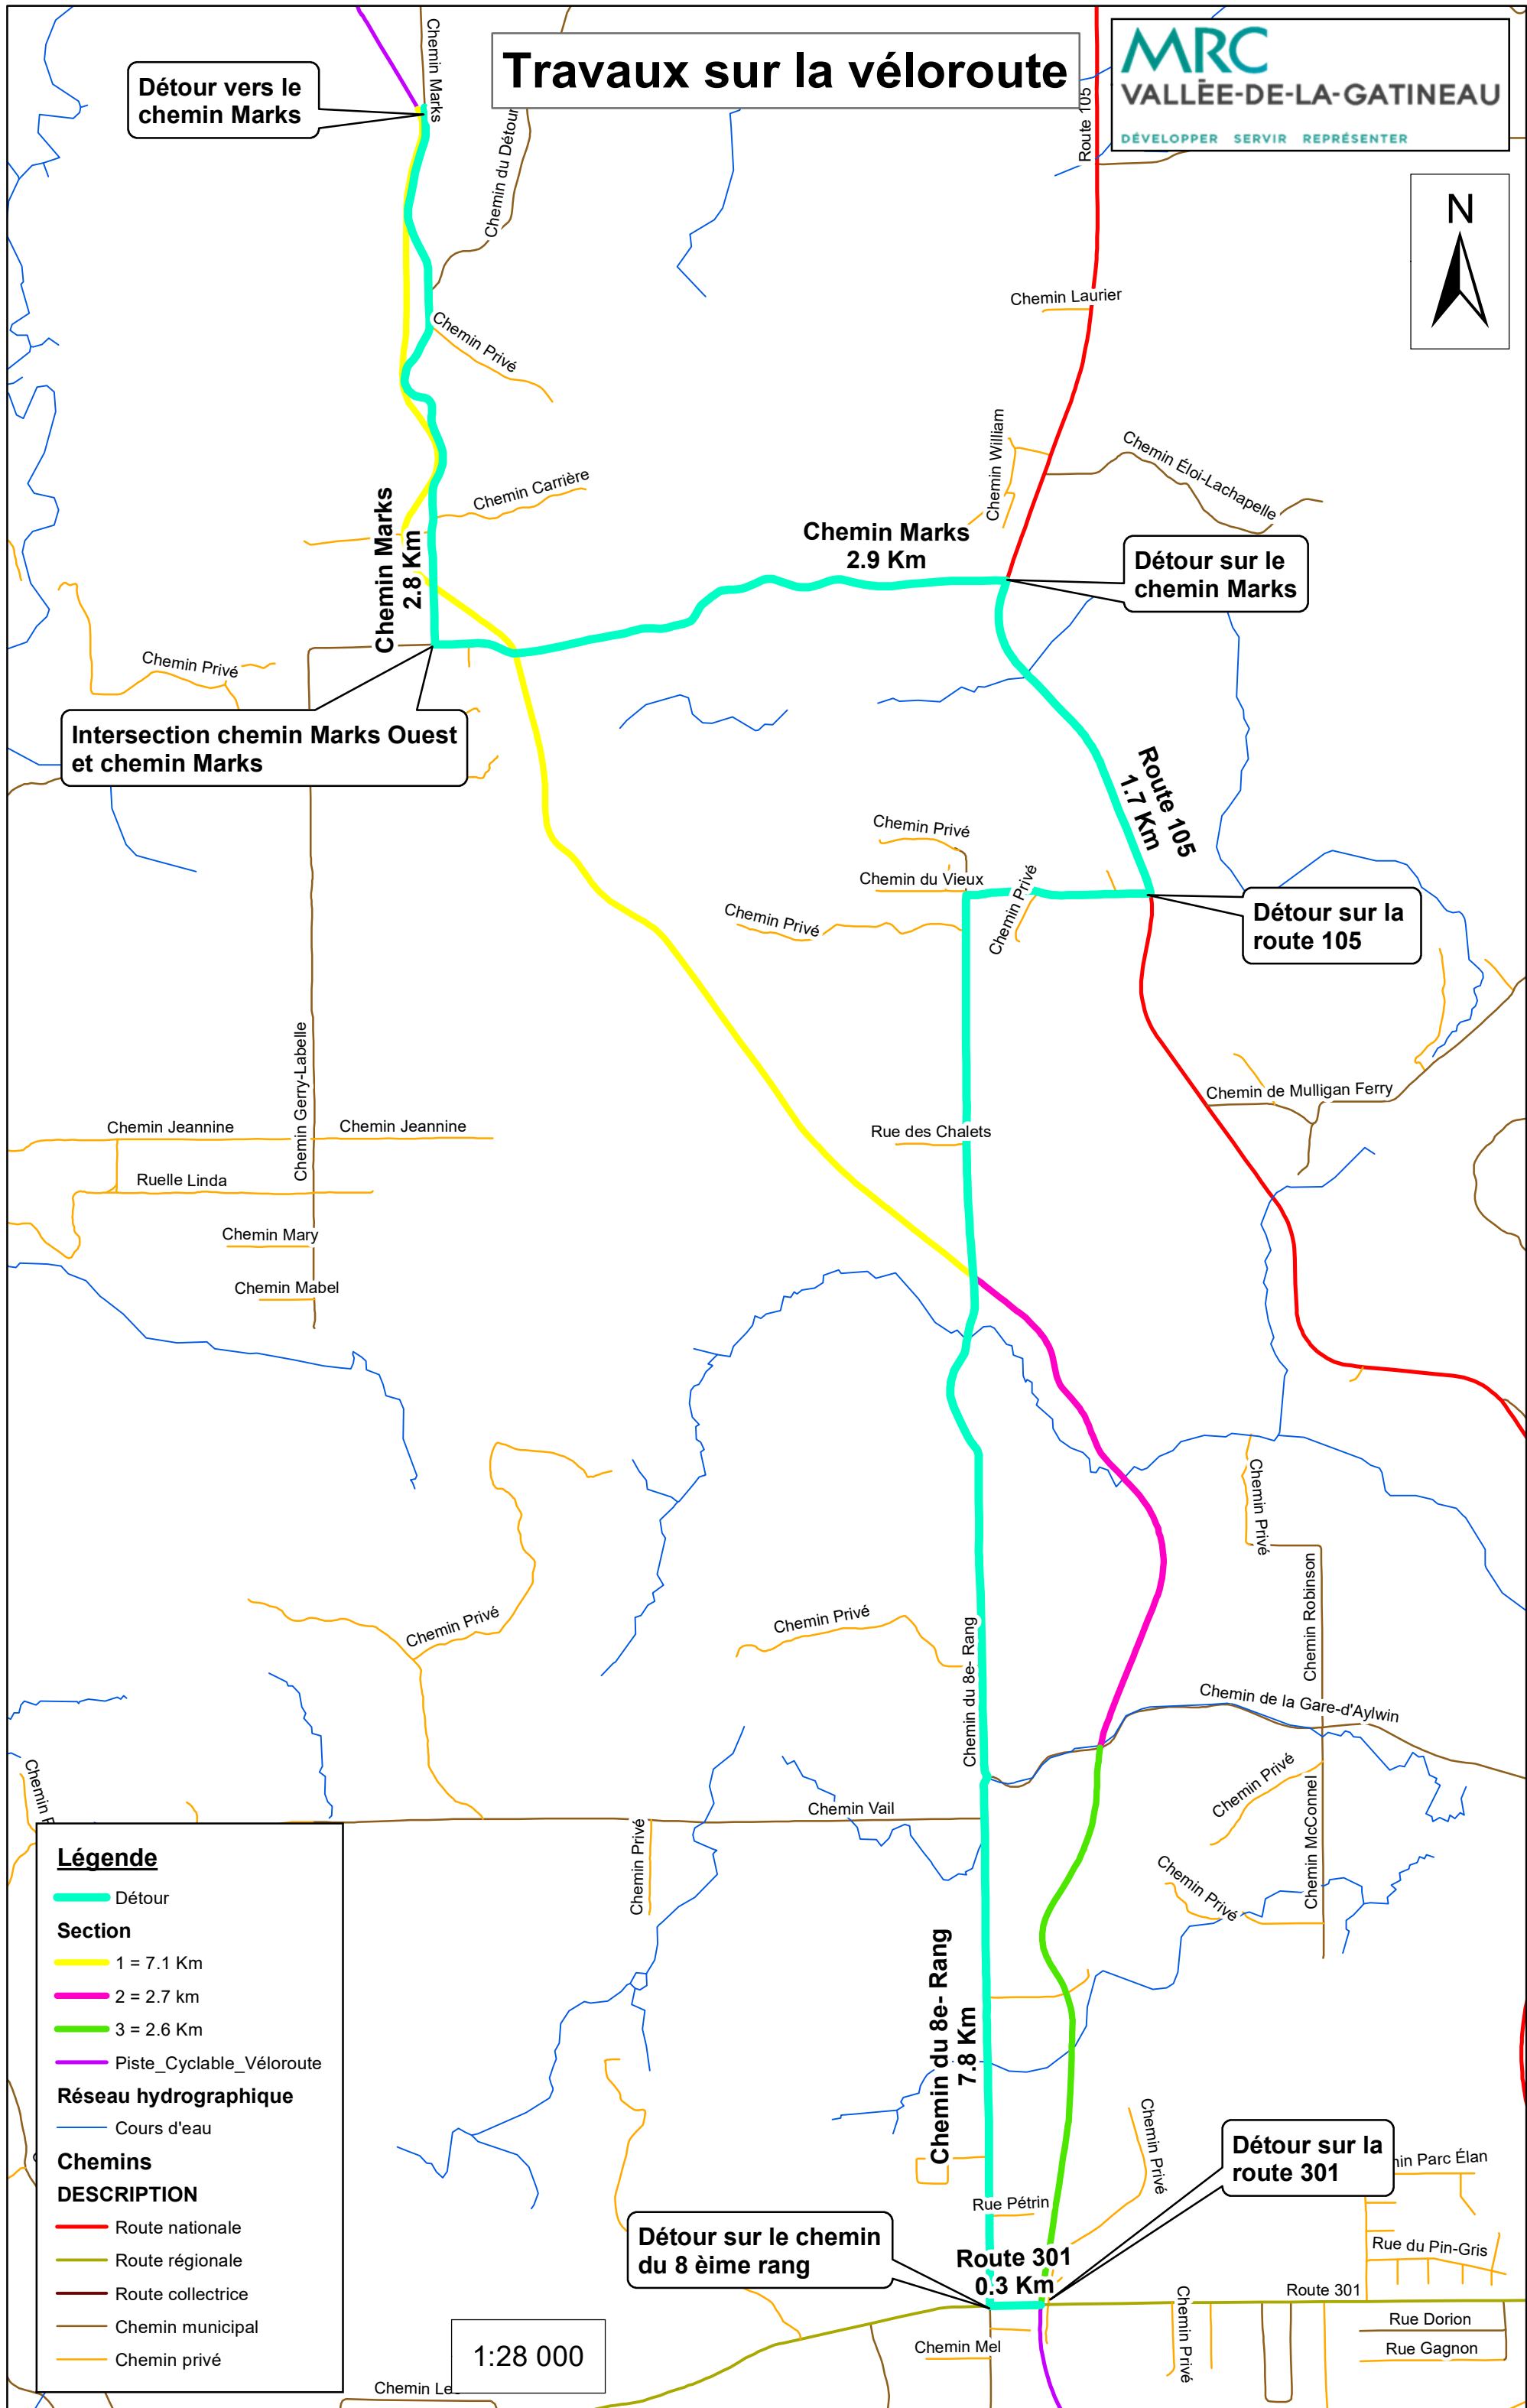 Travaux sur la véloroute
MRC
VALLÉE-DE-LA-GATINEAU
DÉVELOPPER SERVIR REPRÉSENTER
N
Détour vers le
chemin Marks
Chemin Marks
Chemin du Détour
Route 105
Chemin Laurier
Chemin Privé
Chemin William
Chemin Éloi-Lachapelle
Chemin Carrière
Chemin Marks
2.8 Km
Chemin Marks
2.9 Km
Détour sur le
chemin Marks
Chemin Privé
Intersection chemin Marks Ouest
et chemin Marks
Route 105
1.7 Km
Chemin Privé
Chemin du Vieux
Chemin Privé
Chemin Privé
Détour sur la
route 105
Chemin Gerry-Labelle
Chemin de Mulligan Ferry
Chemin Jeannine
Chemin Jeannine
Rue des Chalets
Ruelle Linda
Chemin Mary
Chemin Mabel
Chemin Privé
Chemin Robinson
Chemin Privé
Chemin Privé
Chemin du 8e- Rang
Chemin de la Gare-d'Aylwin
Chemin Privé
Chemin McConnel
Chemin P
Chemin Vail
Chemin Privé
Chemin Privé
Chemin du 8e- Rang
7.8 Km
Chemin Privé
Détour sur la
route 301
min Parc Élan
Rue Pétrin
Détour sur le chemin
du 8 èime rang
Route 301
0.3 Km
Rue du Pin-Gris
Route 301
Chemin Privé
Rue Dorion
Rue Gagnon
Chemin Mel
Chemin Le
1:28 000
Légende
Détour
Section
1 = 7.1 Km
2 = 2.7 km
3 = 2.6 Km
Piste_Cyclable_Véloroute
Réseau hydrographique
Cours d'eau
Chemins
DESCRIPTION
Route nationale
Route régionale
Route collectrice
Chemin municipal
Chemin privé